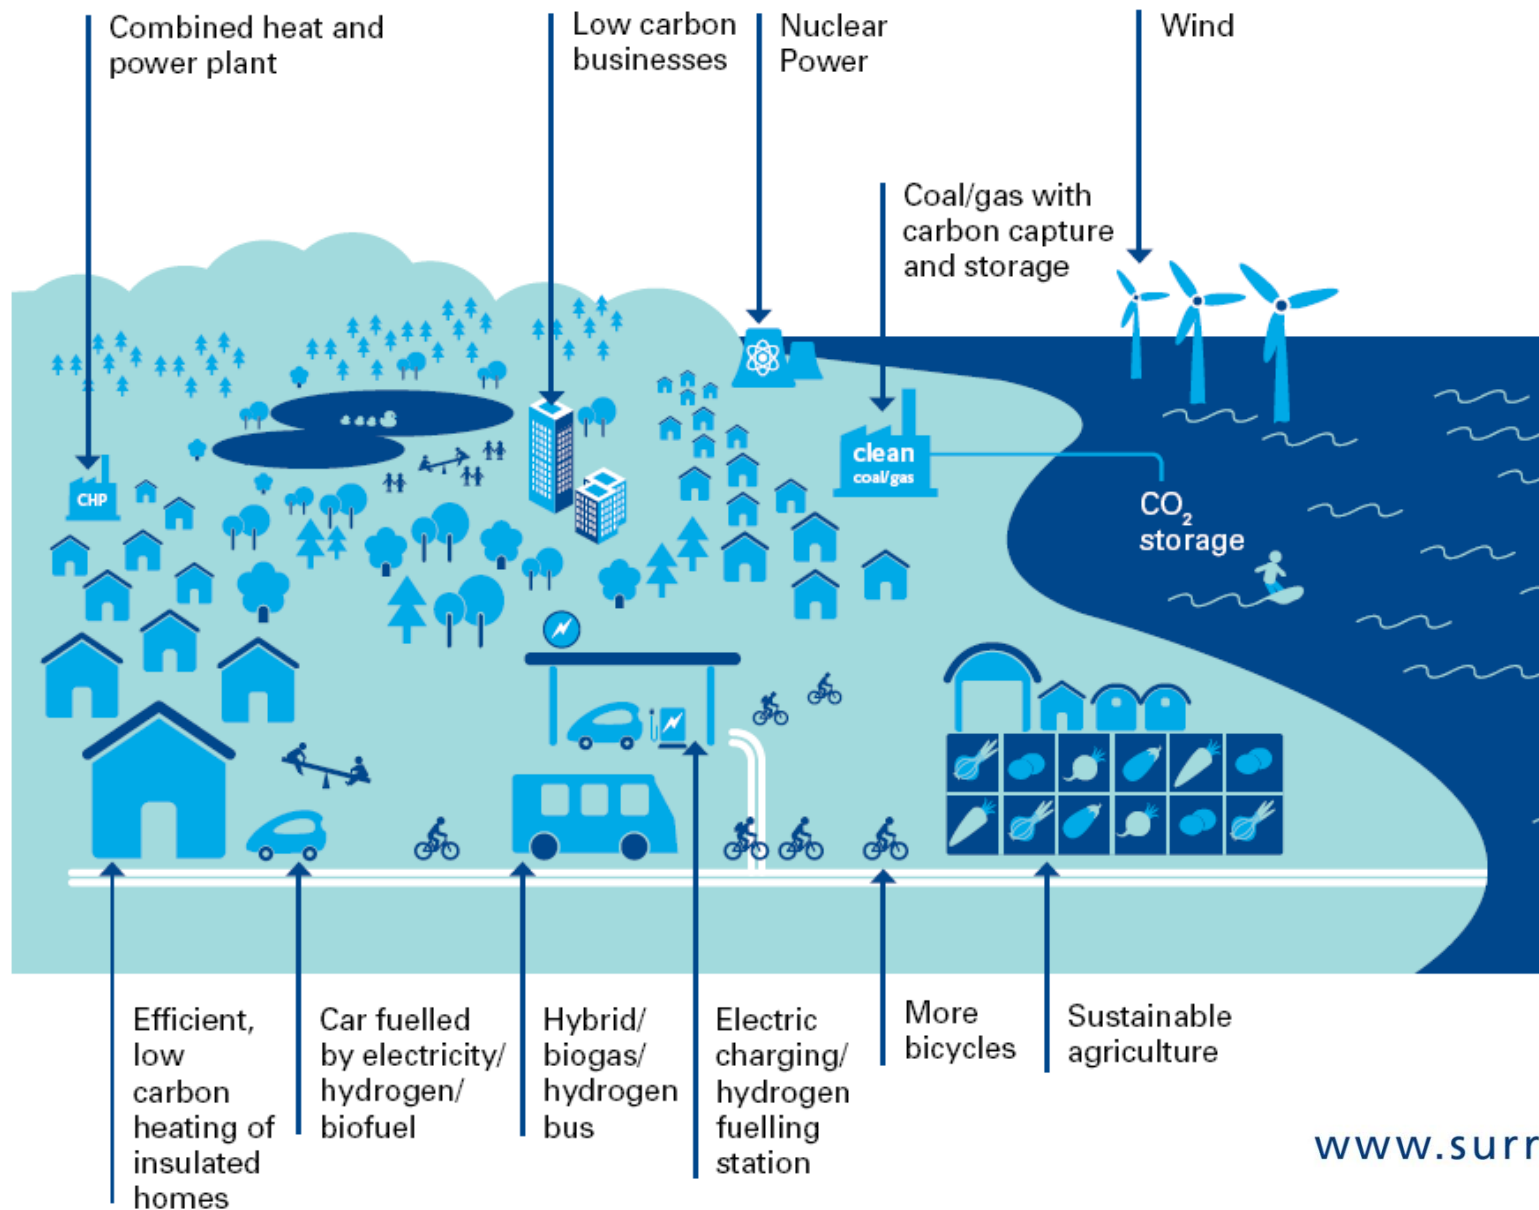 Combined heat and
power plant
Low carbon
businesses
Nuclear
Power
Wind
Coal/gas with
carbon capture
and storage
clean
coal/gas
CHP
CO₂
storage
Efficient,
low
carbon
heating of
insulated
homes
Car fuelled
by electricity/
hydrogen/
biofuel
Hybrid/
biogas/
hydrogen
bus
Electric
charging/
hydrogen
fuelling
station
More
bicycles
Sustainable
agriculture
www.surr